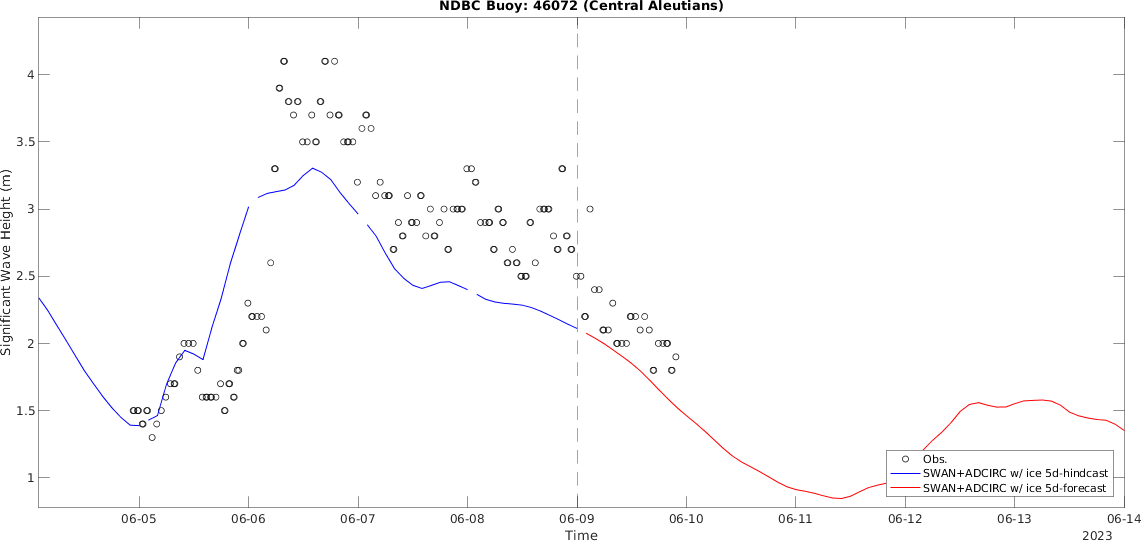 NDBC Buoy: 46072 (Central Aleutians)
Significant Wave Height (m)
4
3.5
3
2.5
2
1.5
1
Obs.
SWAN+ADCIRC w/ ice 5d-hindcast
SWAN+ADCIRC w/ ice 5d-forecast
06-05 06-06 06-07 06-08 06-09 06-10 06-11 06-12 06-13 06-14
Time
2023